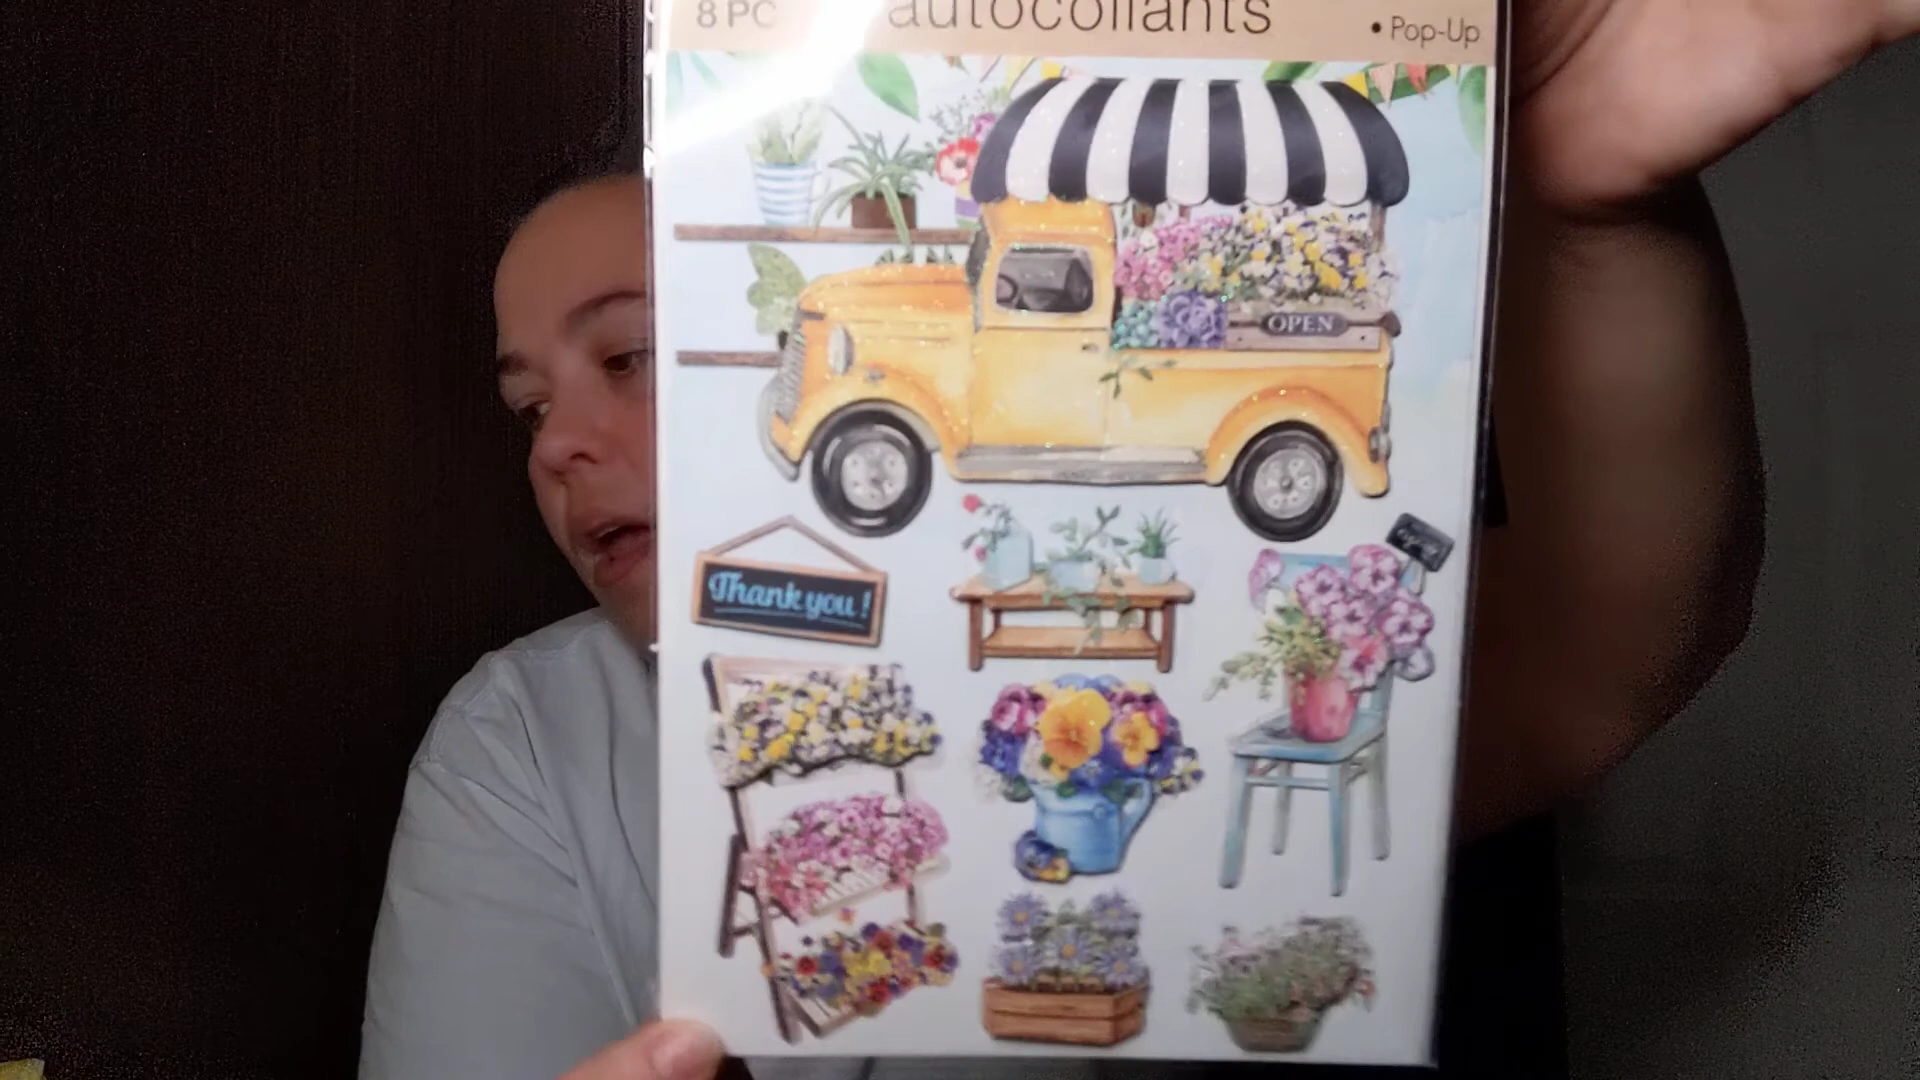 8 PC
autocollants
• Pop-Up
OPEN
Thank you !